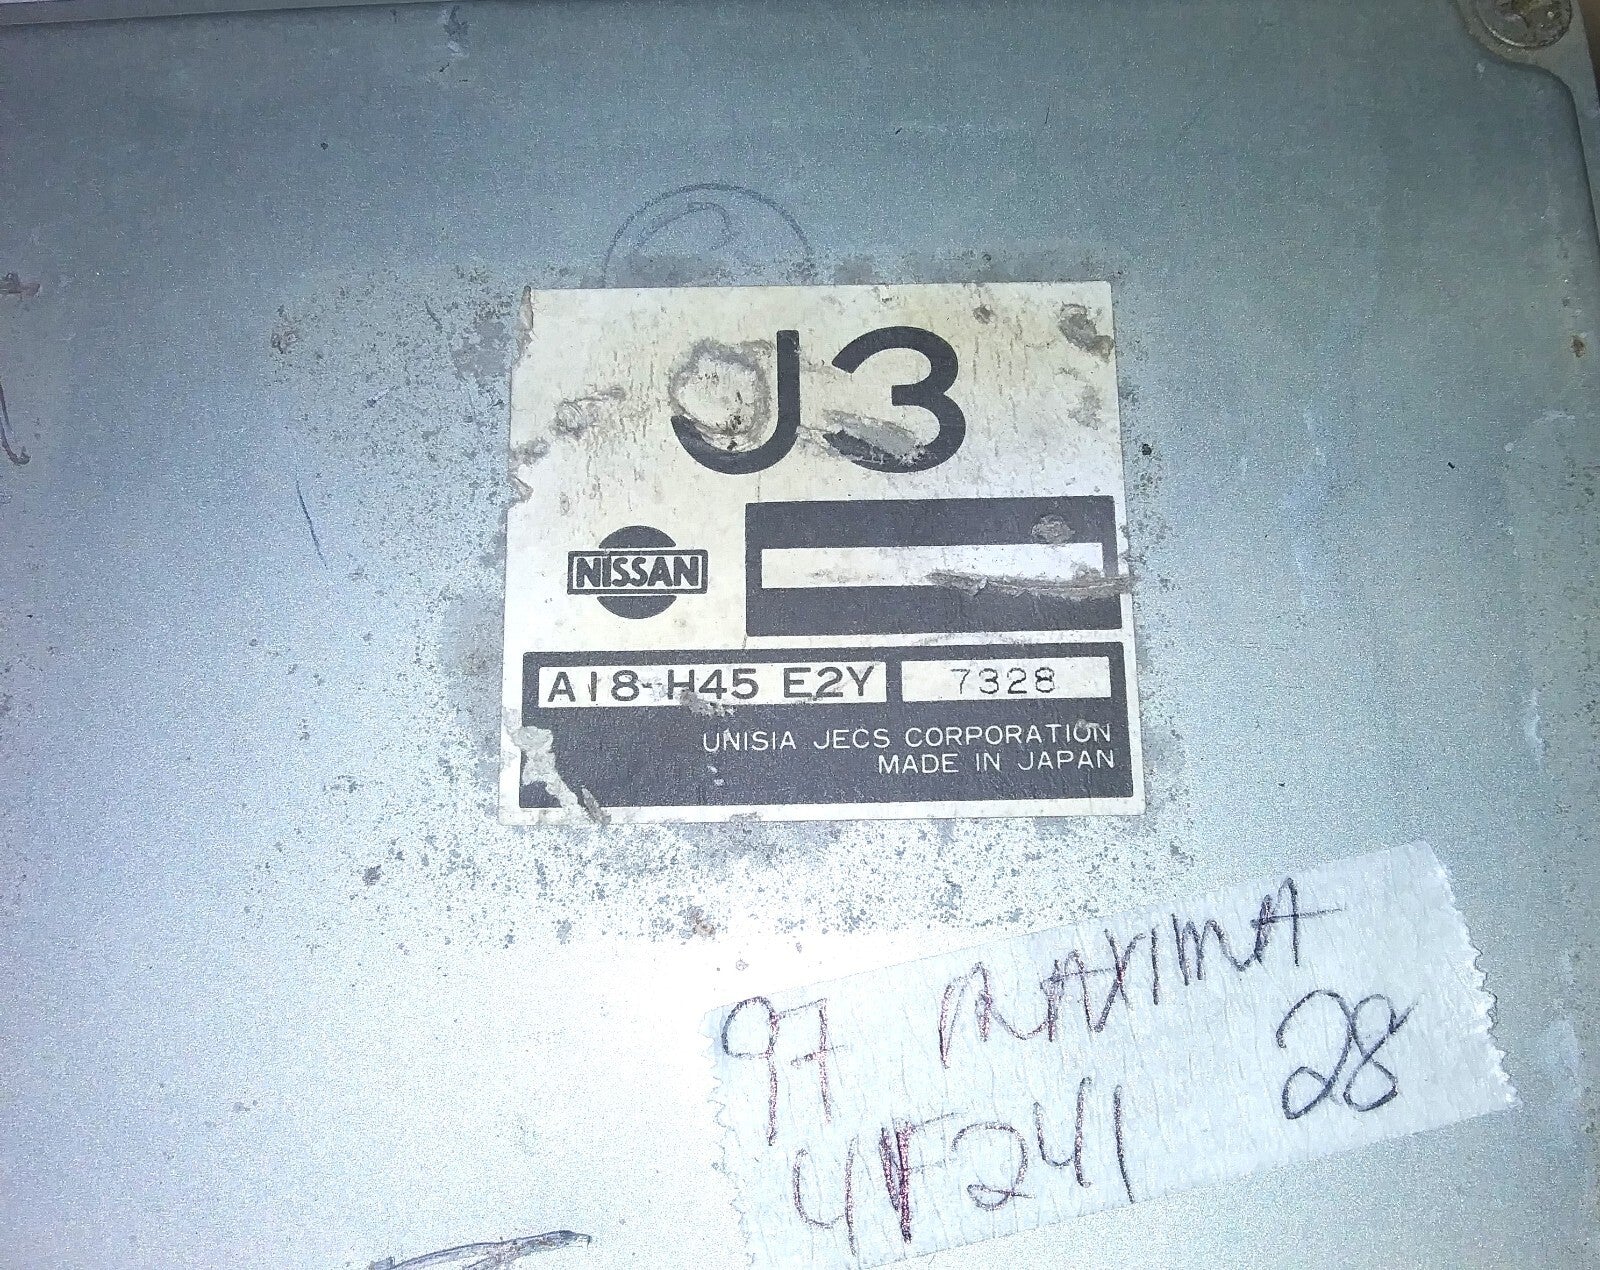 J3
NISSAN
A18-H45 E2Y 7328
UNISIA JECS CORPORATION
MADE IN JAPAN
97 MAXIMA
4F241 28